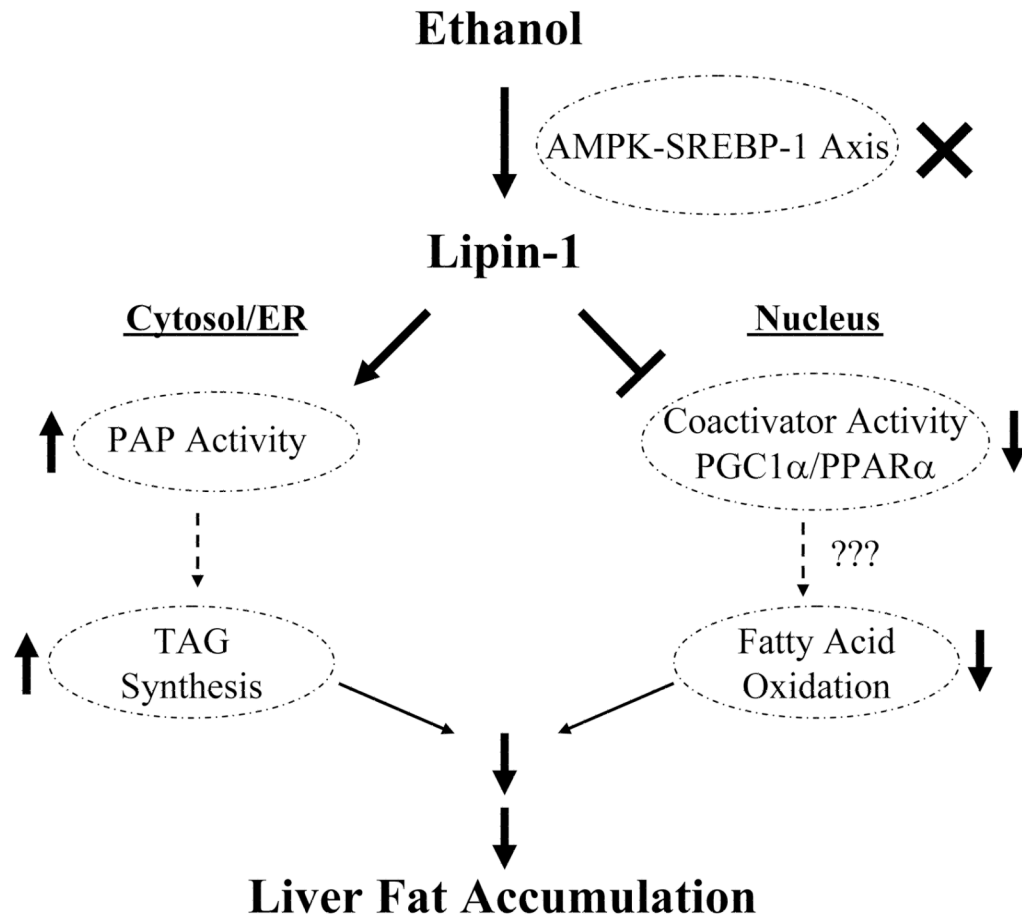 Ethanol
AMPK-SREBP-1 Axis
Lipin-1
Cytosol/ER
Nucleus
PAP Activity
Coactivator Activity
PGC1α/PPARα
???
TAG
Synthesis
Fatty Acid
Oxidation
Liver Fat Accumulation